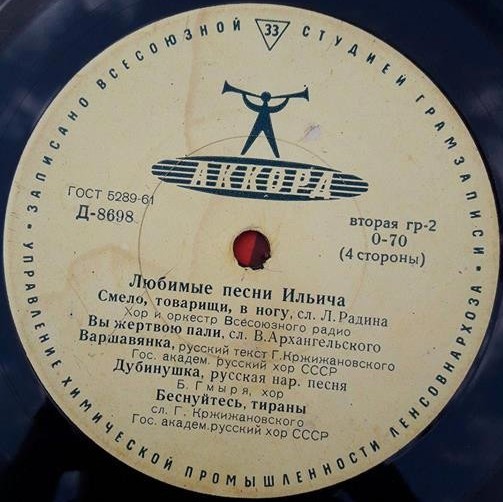 ЗАПИСАНО ВСЕСОЮЗНОЙ 33 СТУДИЕЙ ГРАМЗАПИСИ •
УПРАВЛЕНИЕ ХИМИЧЕСКОЙ ПРОМЫШЛЕННОСТИ ЛЕНСОВНАРХОЗА •
АККОРД
ГОСТ 5289-61
Д-8698
вторая гр-2
0-70
(4 стороны)
Любимые песни Ильича
Смело, товарищи, в ногу, сл. Л. Радина
Хор и оркестр Всесоюзного радио
Вы жертвою пали, сл. В. Архангельского
Варшавянка, русский текст Г. Кржижановского
Гос. академ. русский хор СССР
Дубинушка, русская нар. песня
Б. Гмыря, хор
Беснуйтесь, тираны
сл. Г. Кржижановского
Гос. академ. русский хор СССР